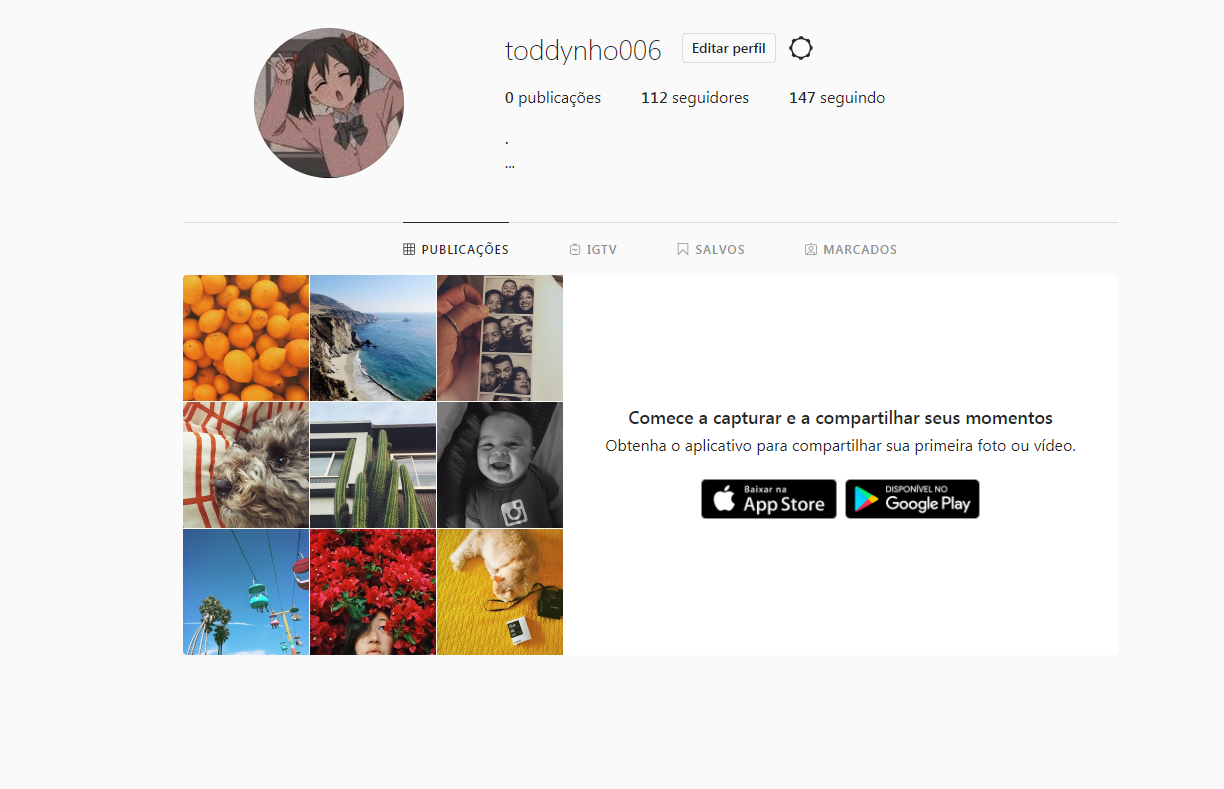 toddynho006
Editar perfil
0 publicações 112 seguidores 147 seguindo
.
...
PUBLICAÇÕES IGTV SALVOS MARCADOS
Comece a capturar e a compartilhar seus momentos
Obtenha o aplicativo para compartilhar sua primeira foto ou vídeo.
Baixar na
App Store
DISPONÍVEL NO
Google Play